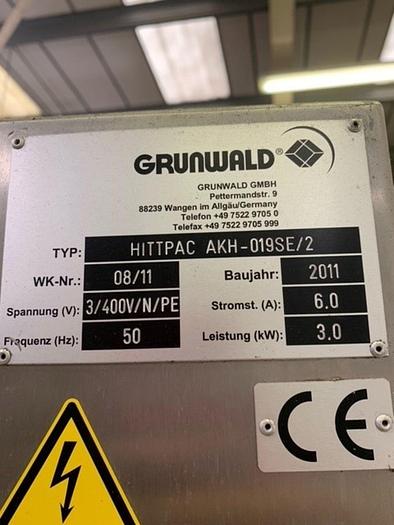 GRUNWALD®
GRUNWALD GMBH
Pettermandstr. 9
88239 Wangen im Allgäu/Germany
Telefon +49 7522 9705 0
Telefax +49 7522 9705 999
TYP: HITTPAC AKH-019SE/2
WK-Nr.: 08/11 Baujahr: 2011
Spannung (V): 3/400V/N/PE Stromst. (A): 6.0
Frequenz (Hz): 50 Leistung (kW): 3.0
CE